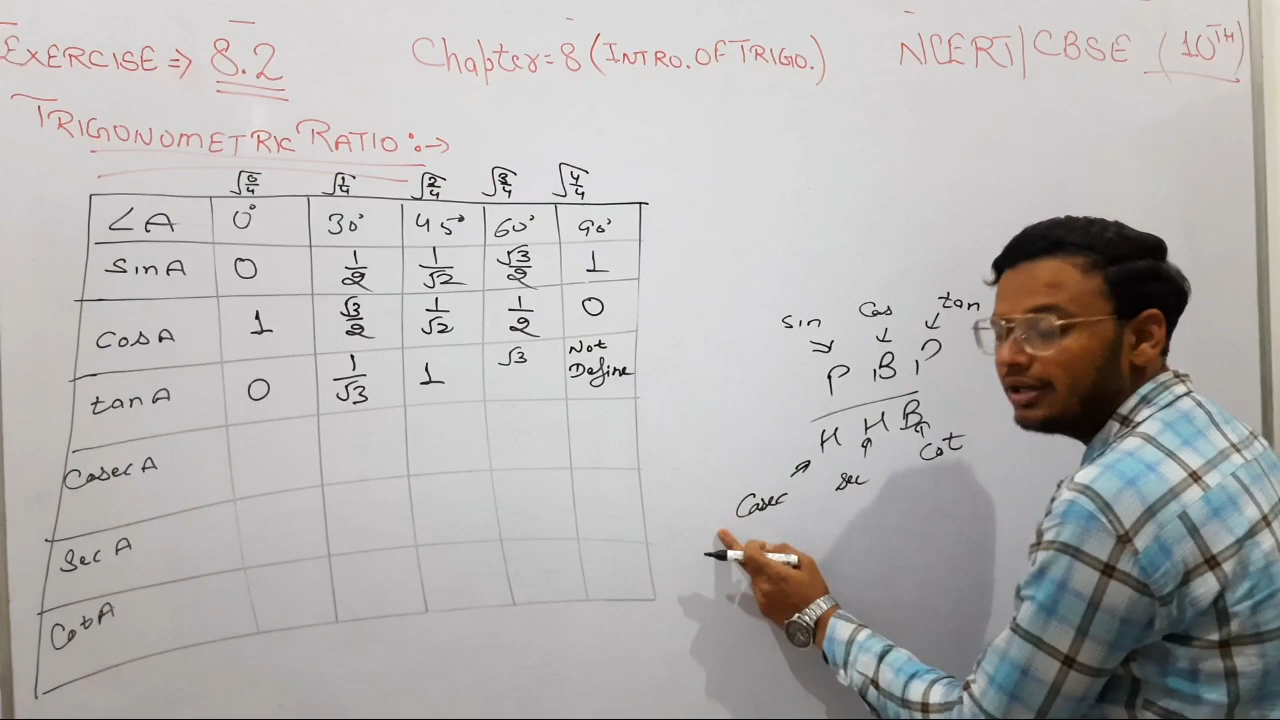 EXERCISE ⇒ 8.2 Chapter = 8 (INTRO. OF TRIGO.) NCERT/CBSE (10TH)
TRIGONOMETRIC RATIO :→
√0/4 √1/4 √2/4 √3/4 √4/4
∠A 0° 30° 45° 60° 90°
SinA 0 1/2 1/√2 √3/2 1
CosA 1 √3/2 1/√2 1/2 0
tanA 0 1/√3 1 √3 Not Define
CosecA
SecA
CotA
sin Cos tan
P B P
H H B
Cosec sec Cot